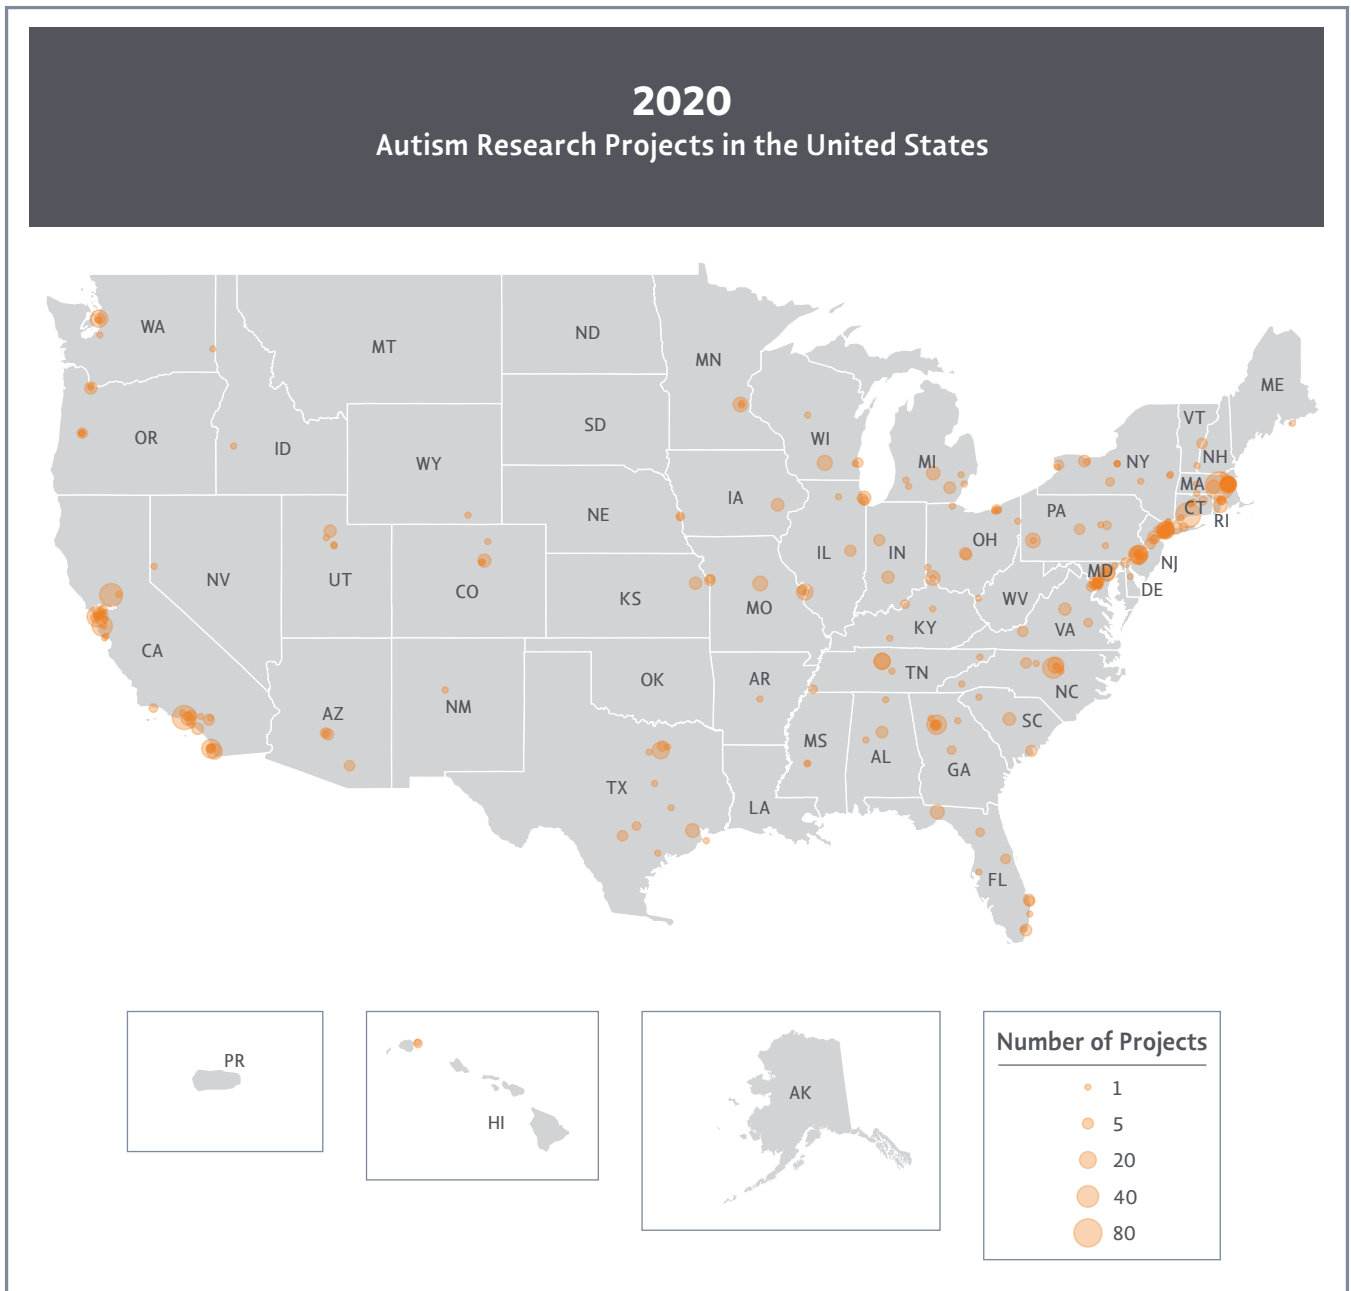 2020
Autism Research Projects in the United States
WA
MT
ND
MN
ME
VT
NH
OR
ID
WY
SD
WI
MI
NY
MA
CT
RI
NV
UT
CO
NE
IA
IL
IN
OH
PA
NJ
MD
DE
CA
KS
MO
KY
WV
VA
AZ
NM
OK
AR
TN
NC
SC
TX
LA
MS
AL
GA
FL
PR
HI
AK
Number of Projects
1
5
20
40
80